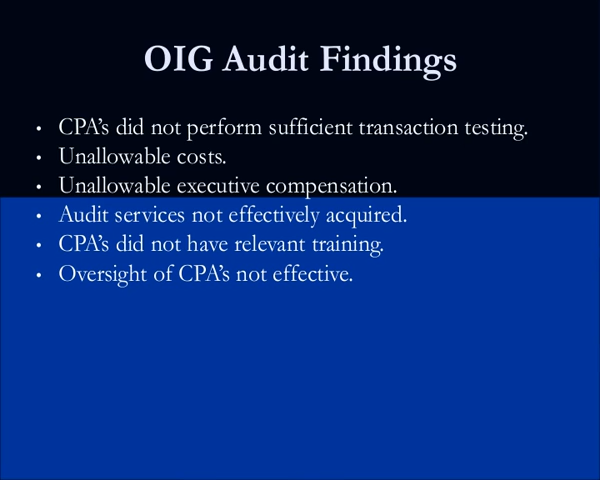 OIG Audit Findings
• CPA's did not perform sufficient transaction testing.
• Unallowable costs.
• Unallowable executive compensation.
• Audit services not effectively acquired.
• CPA's did not have relevant training.
• Oversight of CPA's not effective.